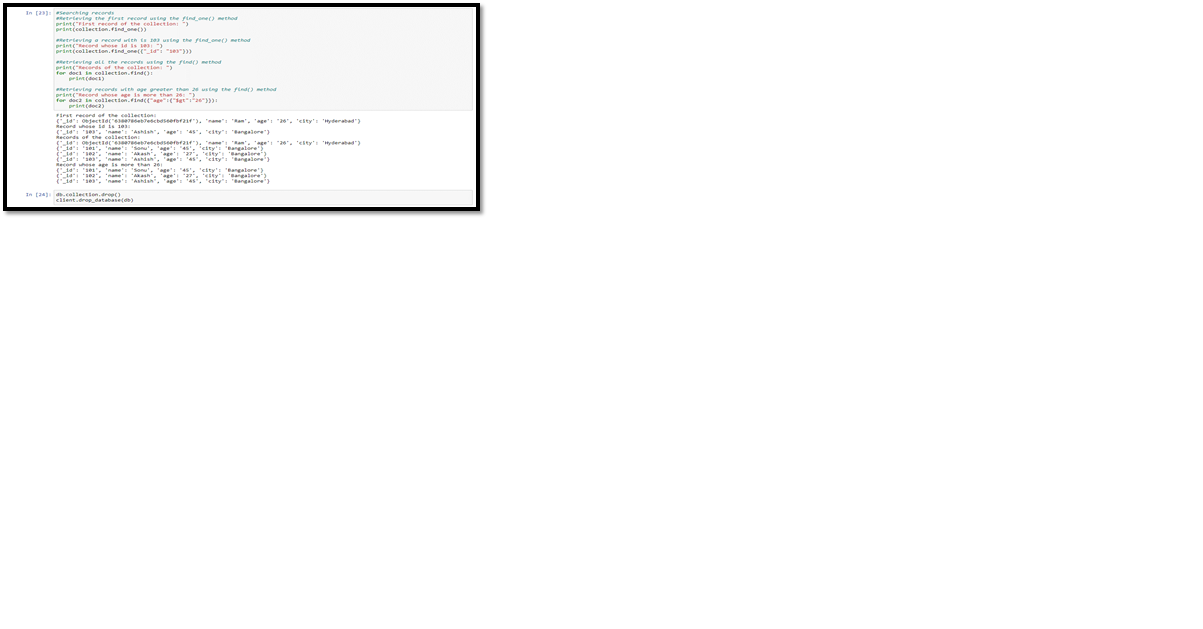 In [23]: #Searching records
#Retrieving the first record using the find_one() method
print("First record of the collection: ")
print(collection.find_one())
#Retrieving a record with is 103 using the find_one() method
print("Record whose id is 103: ")
print(collection.find_one({"_id": "103"}))
#Retrieving all the records using the find() method
print("Records of the collection: ")
for doc1 in collection.find():
print(doc1)
#Retrieving records with age greater than 26 using the find() method
print("Record whose age is more than 26: ")
for doc2 in collection.find({"age":{"$gt":"26"}}):
print(doc2)
First record of the collection:
{'_id': ObjectId('6380786eb7e6cbd560fbf21f'), 'name': 'Ram', 'age': '26', 'city': 'Hyderabad'}
Record whose id is 103:
{'_id': '103', 'name': 'Ashish', 'age': '45', 'city': 'Bangalore'}
Records of the collection:
{'_id': ObjectId('6380786eb7e6cbd560fbf21f'), 'name': 'Ram', 'age': '26', 'city': 'Hyderabad'}
{'_id': '101', 'name': 'Sonu', 'age': '45', 'city': 'Bangalore'}
{'_id': '102', 'name': 'Akash', 'age': '27', 'city': 'Bangalore'}
{'_id': '103', 'name': 'Ashish', 'age': '45', 'city': 'Bangalore'}
Record whose age is more than 26:
{'_id': '101', 'name': 'Sonu', 'age': '45', 'city': 'Bangalore'}
{'_id': '102', 'name': 'Akash', 'age': '27', 'city': 'Bangalore'}
{'_id': '103', 'name': 'Ashish', 'age': '45', 'city': 'Bangalore'}
In [28]: db.collection.drop()
client.drop_database(db)